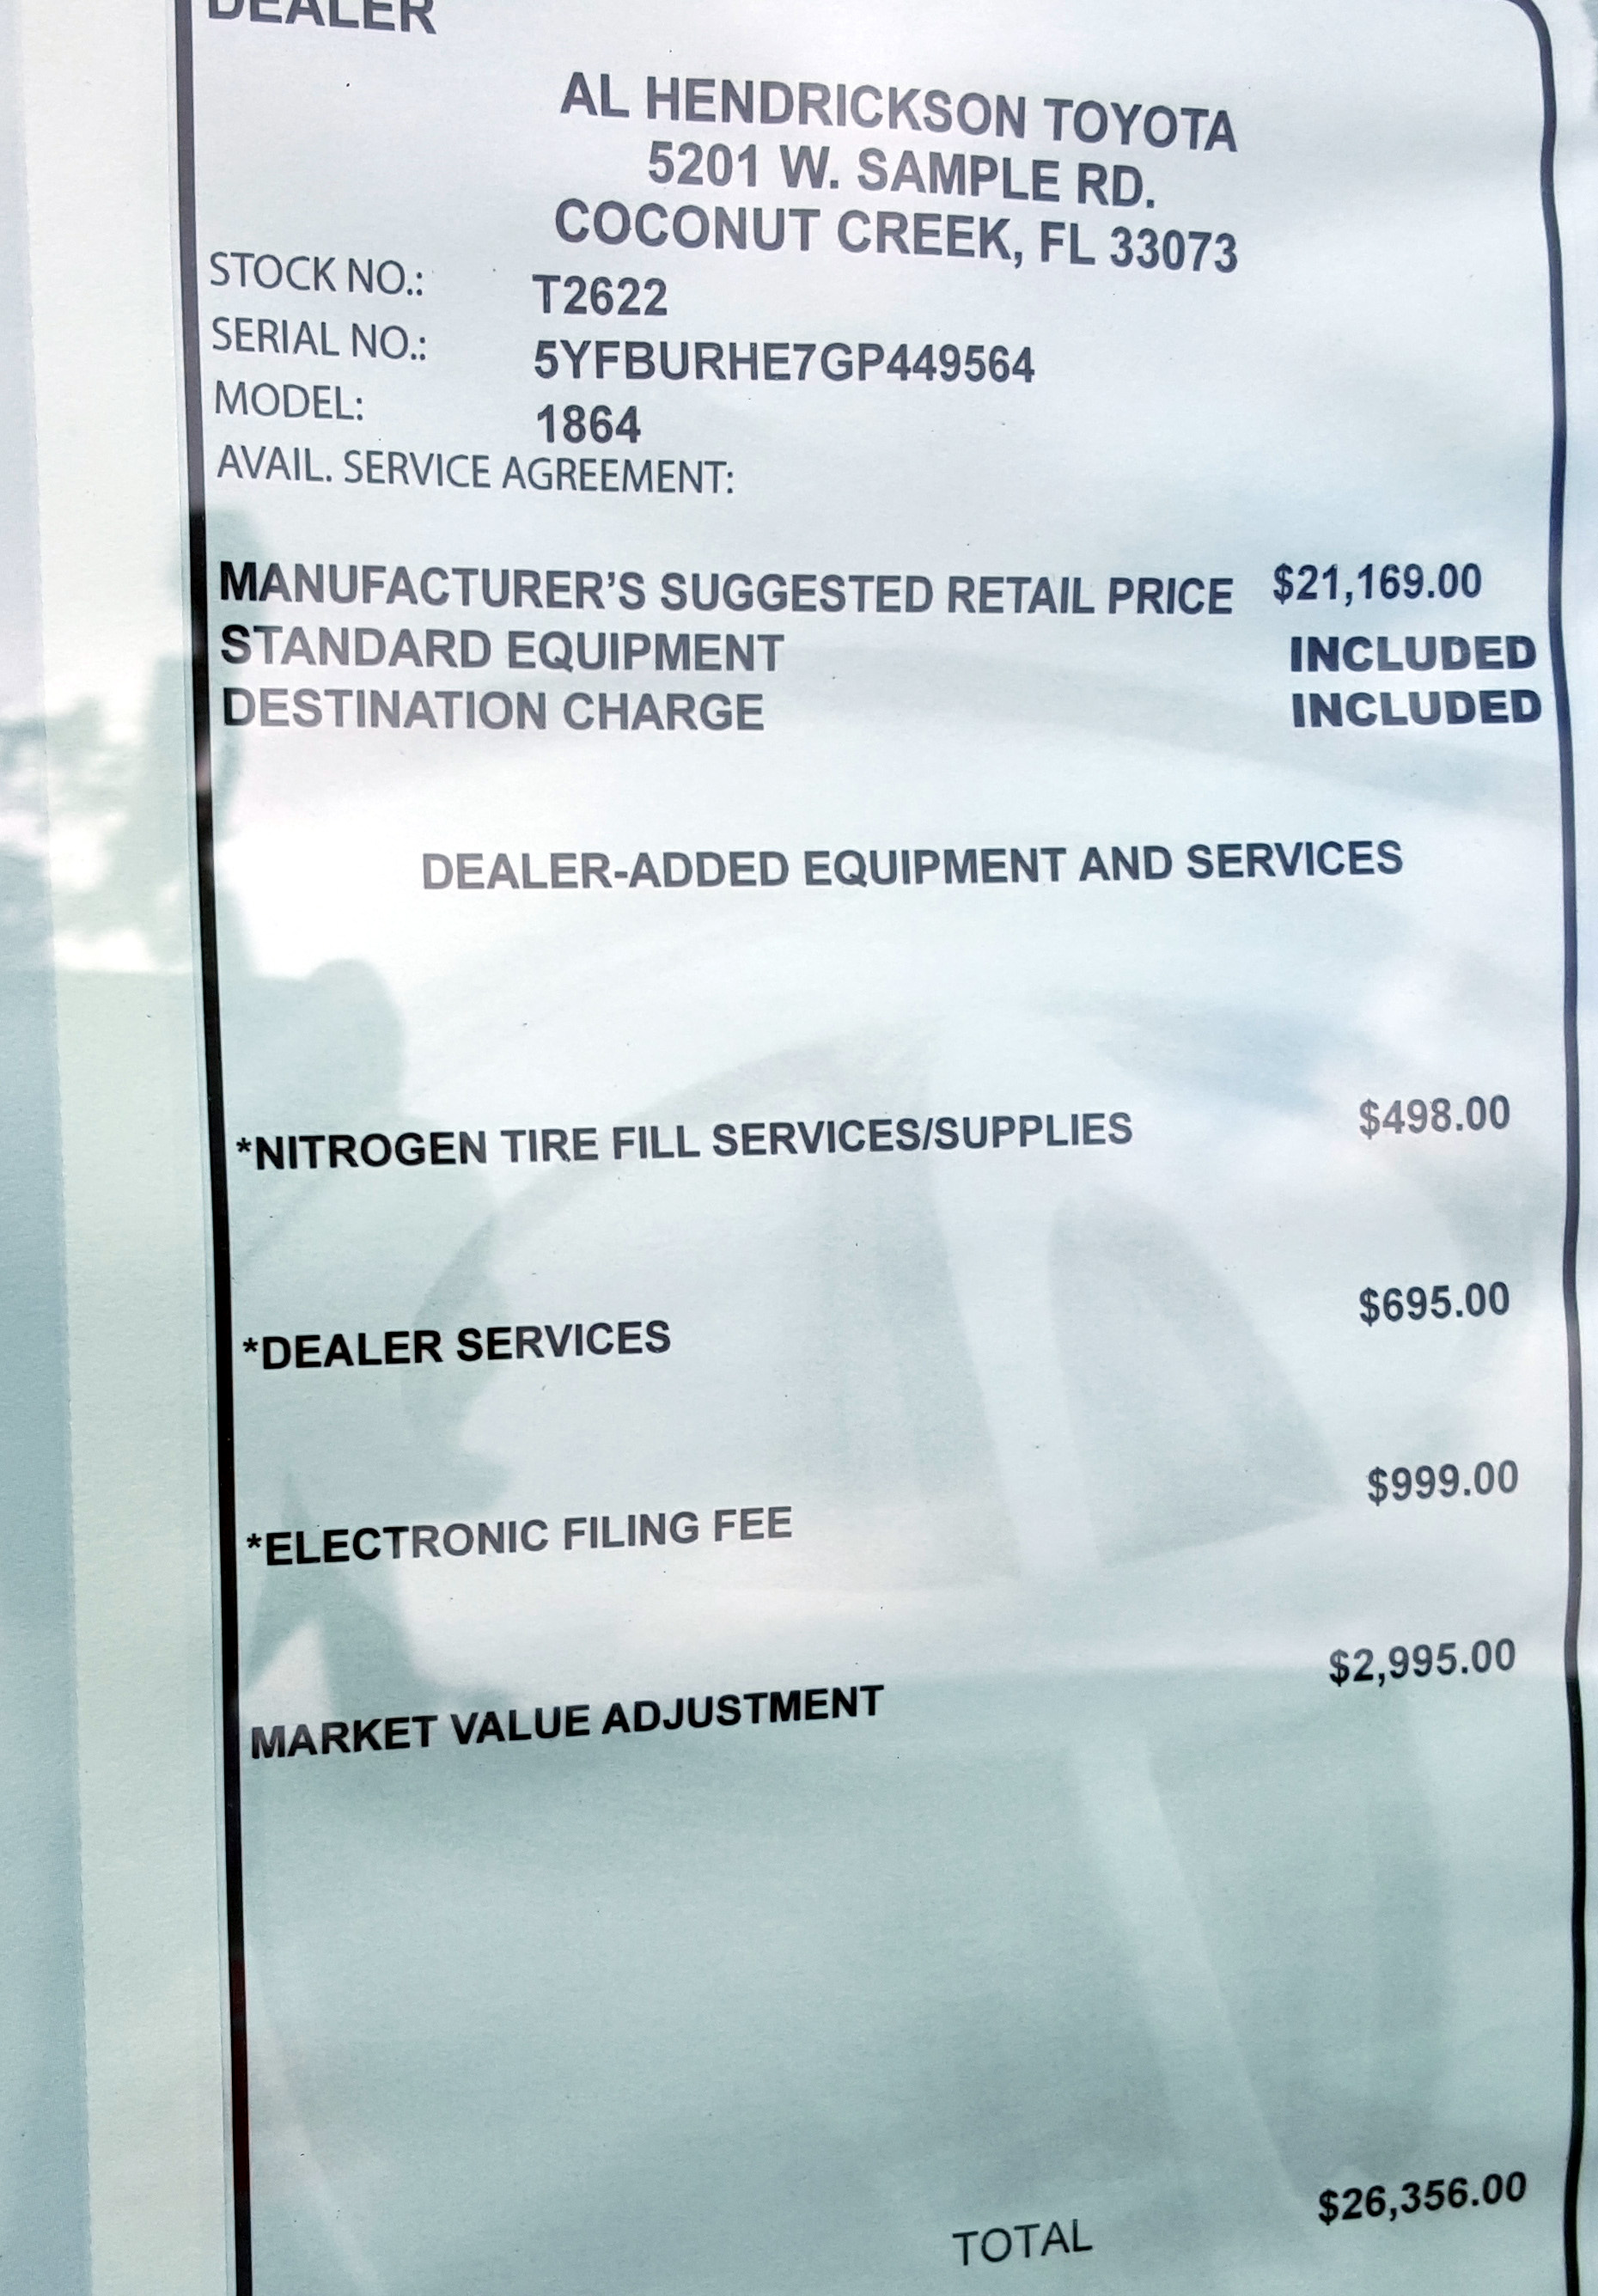 DEALER
AL HENDRICKSON TOYOTA
5201 W. SAMPLE RD.
COCONUT CREEK, FL 33073
STOCK NO.: T2622
SERIAL NO.: 5YFBURHE7GP449564
MODEL: 1864
AVAIL. SERVICE AGREEMENT:
MANUFACTURER'S SUGGESTED RETAIL PRICE $21,169.00
STANDARD EQUIPMENT INCLUDED
DESTINATION CHARGE INCLUDED
DEALER-ADDED EQUIPMENT AND SERVICES
*NITROGEN TIRE FILL SERVICES/SUPPLIES $498.00
*DEALER SERVICES $695.00
*ELECTRONIC FILING FEE $999.00
MARKET VALUE ADJUSTMENT $2,995.00
TOTAL $26,356.00